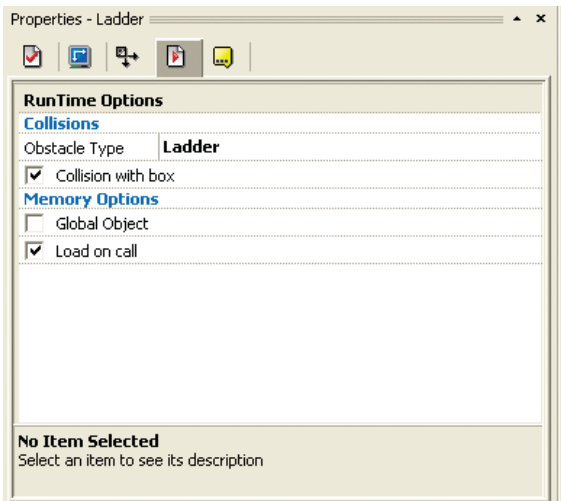 Properties - Ladder
RunTime Options
Collisions
Obstacle Type Ladder
Collision with box
Memory Options
Global Object
Load on call
No Item Selected
Select an item to see its description